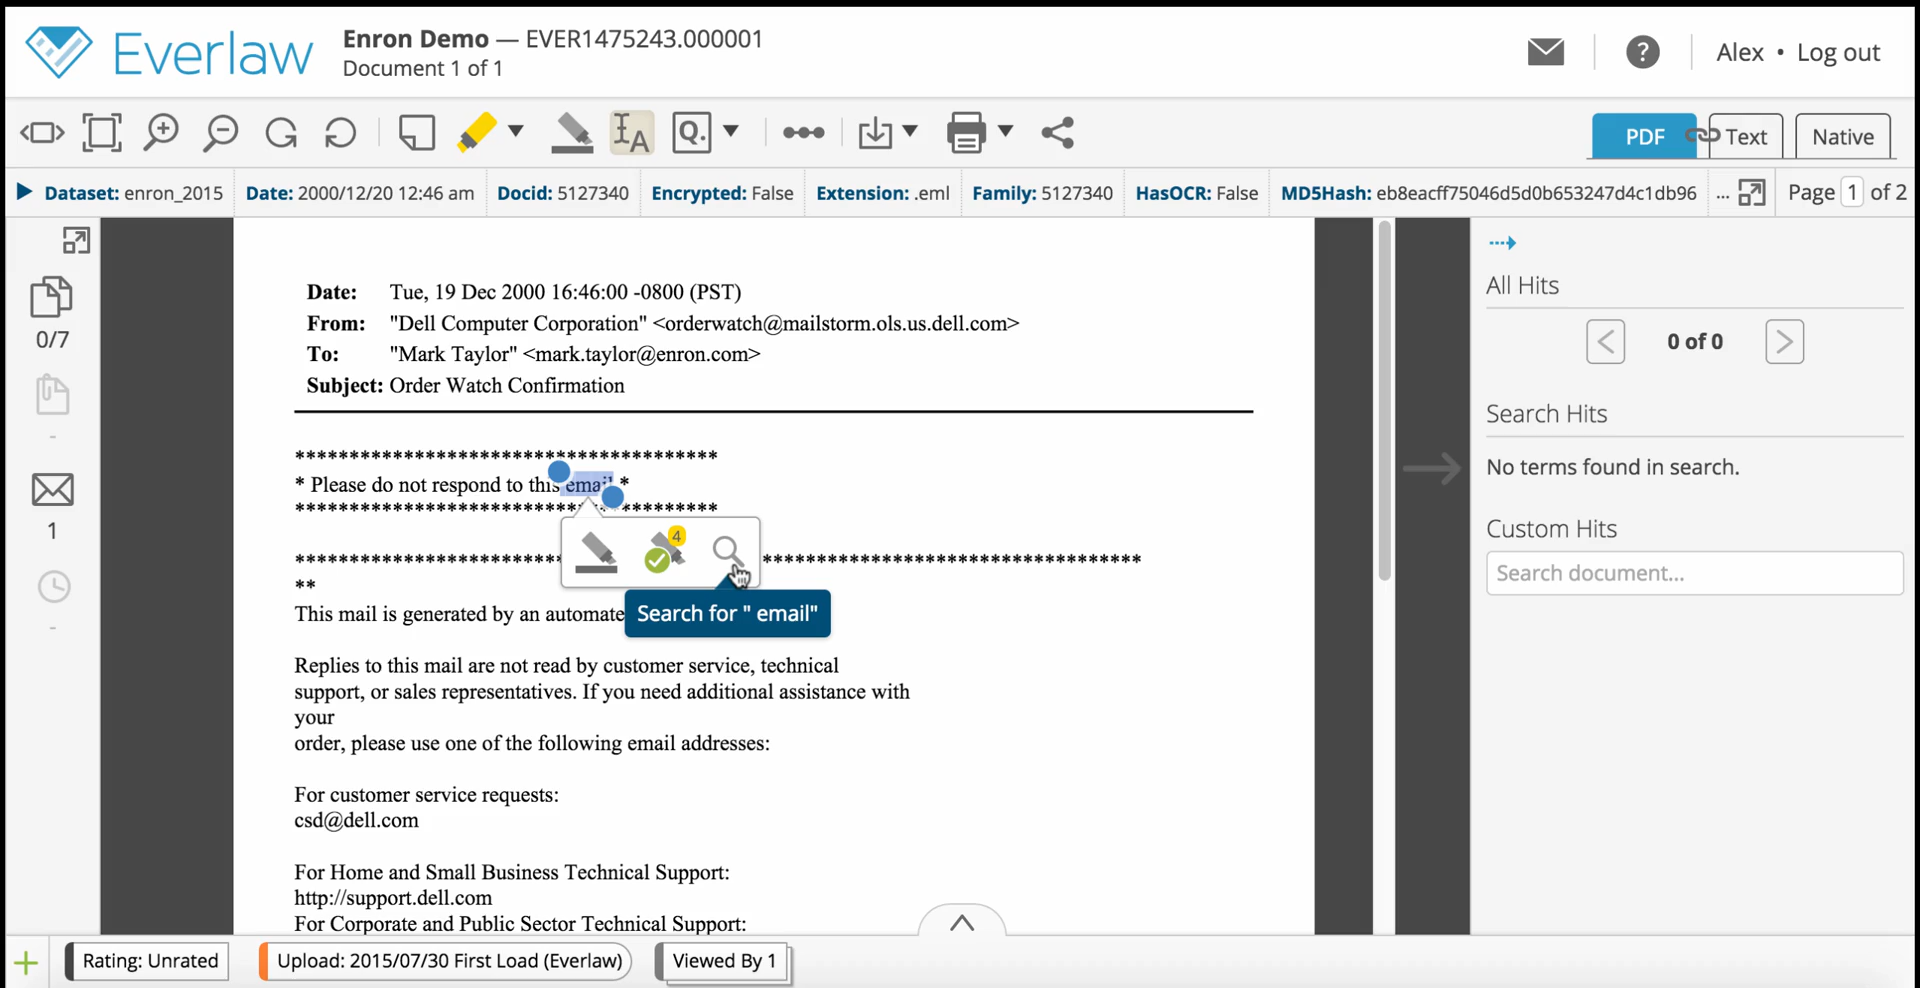 Everlaw
Enron Demo — EVER1475243.000001
Document 1 of 1
? Alex • Log out
A Q. PDF Text Native
Dataset: enron_2015 Date: 2000/12/20 12:46 am Docid: 5127340 Encrypted: False Extension: .eml Family: 5127340 HasOCR: False MD5Hash: eb8eacff75046d5d0b653247d4c1db96 ... Page 1 of 2
0/7
-
1
-
Date: Tue, 19 Dec 2000 16:46:00 -0800 (PST)
From: "Dell Computer Corporation" <orderwatch@mailstorm.ols.us.dell.com>
To: "Mark Taylor" <mark.taylor@enron.com>
Subject: Order Watch Confirmation
***************************************
* Please do not respond to this email *
***************************************
4
**
This mail is generated by an automate
Search for " email"
Replies to this mail are not read by customer service, technical
support, or sales representatives. If you need additional assistance with
your
order, please use one of the following email addresses:
For customer service requests:
csd@dell.com
For Home and Small Business Technical Support:
http://support.dell.com
For Corporate and Public Sector Technical Support:
All Hits
0 of 0
Search Hits
No terms found in search.
Custom Hits
Search document...
Rating: Unrated
Upload: 2015/07/30 First Load (Everlaw)
Viewed By 1